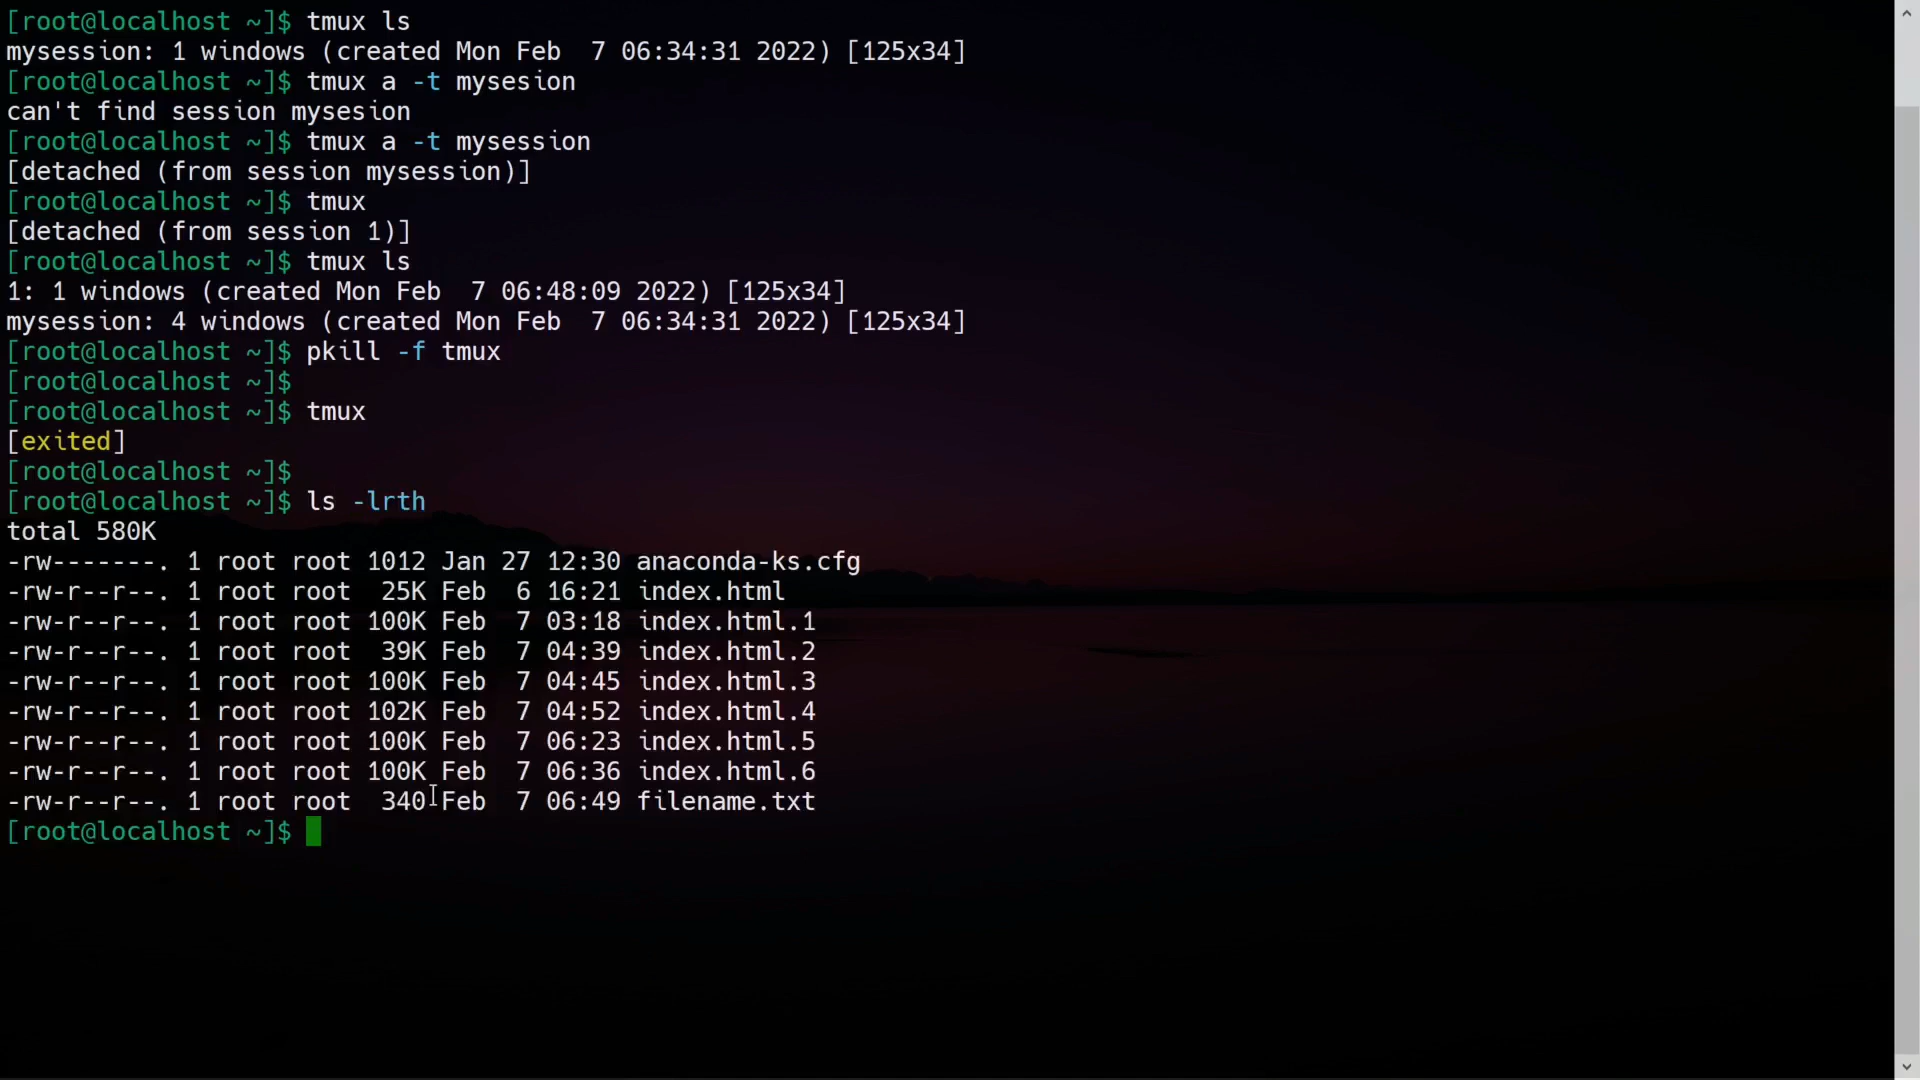 [root@localhost ~]$ tmux ls
mysession: 1 windows (created Mon Feb  7 06:34:31 2022) [125x34]
[root@localhost ~]$ tmux a -t mysesion
can't find session mysesion
[root@localhost ~]$ tmux a -t mysession
[detached (from session mysession)]
[root@localhost ~]$ tmux
[detached (from session 1)]
[root@localhost ~]$ tmux ls
1: 1 windows (created Mon Feb  7 06:48:09 2022) [125x34]
mysession: 4 windows (created Mon Feb  7 06:34:31 2022) [125x34]
[root@localhost ~]$ pkill -f tmux
[root@localhost ~]$
[root@localhost ~]$ tmux
[exited]
[root@localhost ~]$
[root@localhost ~]$ ls -lrth
total 580K
-rw-------. 1 root root 1012 Jan 27 12:30 anaconda-ks.cfg
-rw-r--r--. 1 root root  25K Feb  6 16:21 index.html
-rw-r--r--. 1 root root 100K Feb  7 03:18 index.html.1
-rw-r--r--. 1 root root  39K Feb  7 04:39 index.html.2
-rw-r--r--. 1 root root 100K Feb  7 04:45 index.html.3
-rw-r--r--. 1 root root 102K Feb  7 04:52 index.html.4
-rw-r--r--. 1 root root 100K Feb  7 06:23 index.html.5
-rw-r--r--. 1 root root 100K Feb  7 06:36 index.html.6
-rw-r--r--. 1 root root  340 Feb  7 06:49 filename.txt
[root@localhost ~]$